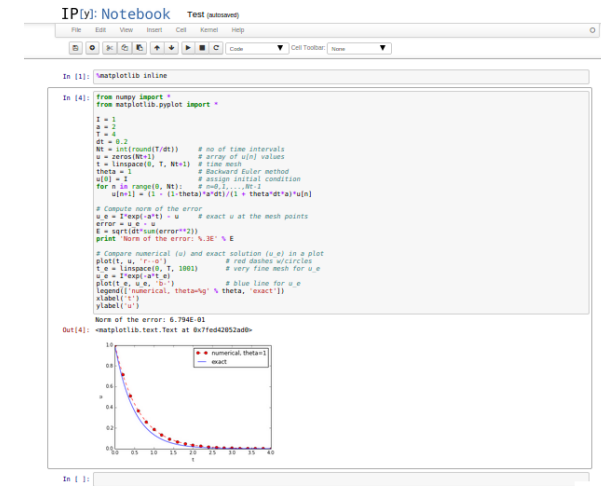 IP[y]: Notebook Test (autosaved)
File Edit View Insert Cell Kernel Help
Code Cell Toolbar: None
In [1]: %matplotlib inline
In [4]: from numpy import *
from matplotlib.pyplot import *
I = 1
a = 2
T = 4
dt = 0.2
Nt = int(round(T/dt)) # no of time intervals
u = zeros(Nt+1) # array of u[n] values
t = linspace(0, T, Nt+1) # time mesh
theta = 1 # Backward Euler method
u[0] = I # assign initial condition
for n in range(0, Nt): # n=0,1,...,Nt-1
u[n+1] = (1 - (1-theta)*a*dt)/(1 + theta*dt*a)*u[n]
# Compute norm of the error
u_e = I*exp(-a*t) - u # exact u at the mesh points
error = u_e - u
E = sqrt(dt*sum(error**2))
print 'Norm of the error: %.3E' % E
# Compare numerical (u) and exact solution (u_e) in a plot
plot(t, u, 'r--o') # red dashes w/circles
t_e = linspace(0, T, 1001) # very fine mesh for u_e
u_e = I*exp(-a*t_e)
plot(t_e, u_e, 'b-') # blue line for u_e
legend(['numerical, theta=%g' % theta, 'exact'])
xlabel('t')
ylabel('u')
Norm of the error: 6.794E-01
Out[4]: <matplotlib.text.Text at 0x7fed42052ad0>
1.0
numerical, theta=1
exact
0.8
0.6
u
0.4
0.2
0.0
0.0 0.5 1.0 1.5 2.0 2.5 3.0 3.5 4.0
t
In [ ]: